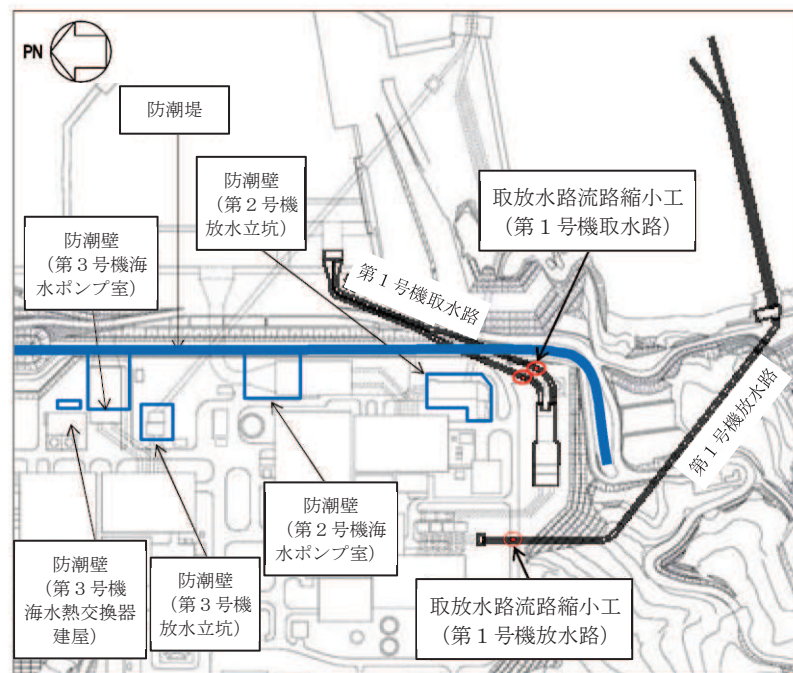 PN
防潮堤
防潮壁
（第２号機
放水立坑）
取放水路流路縮小工
（第１号機取水路）
防潮壁
（第３号機海
水ポンプ室）
第１号機取水路
第１号機放水路
防潮壁
（第２号機海
水ポンプ室）
防潮壁
（第３号機
海水熱交換器
建屋）
防潮壁
（第３号機
放水立坑）
取放水路流路縮小工
（第１号機放水路）